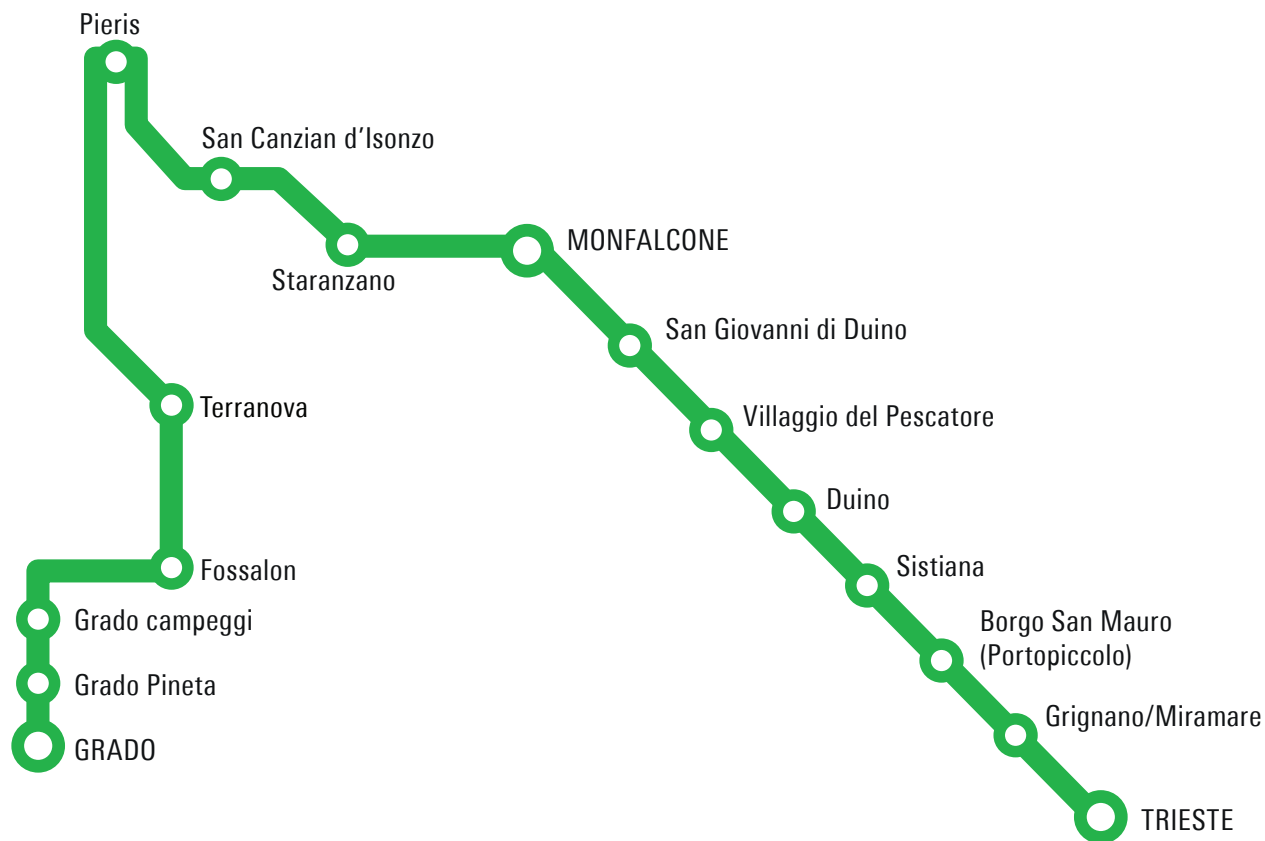 Pieris
San Canzian d'Isonzo
MONFALCONE
Staranzano
San Giovanni di Duino
Terranova
Villaggio del Pescatore
Duino
Fossalon
Sistiana
Grado campeggi
Borgo San Mauro
(Portopiccolo)
Grado Pineta
Grignano/Miramare
GRADO
TRIESTE